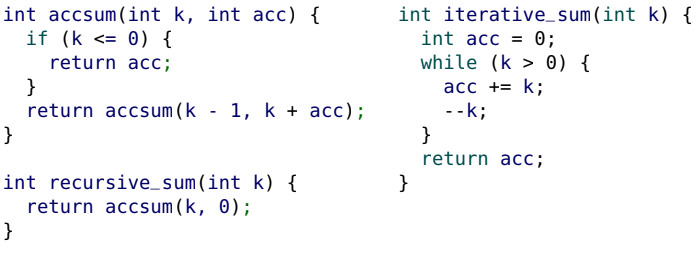 int accsum(int k, int acc) {
  if (k <= 0) {
    return acc;
  }
  return accsum(k - 1, k + acc);
}

int recursive_sum(int k) {
  return accsum(k, 0);
}

int iterative_sum(int k) {
  int acc = 0;
  while (k > 0) {
    acc += k;
    --k;
  }
  return acc;
}